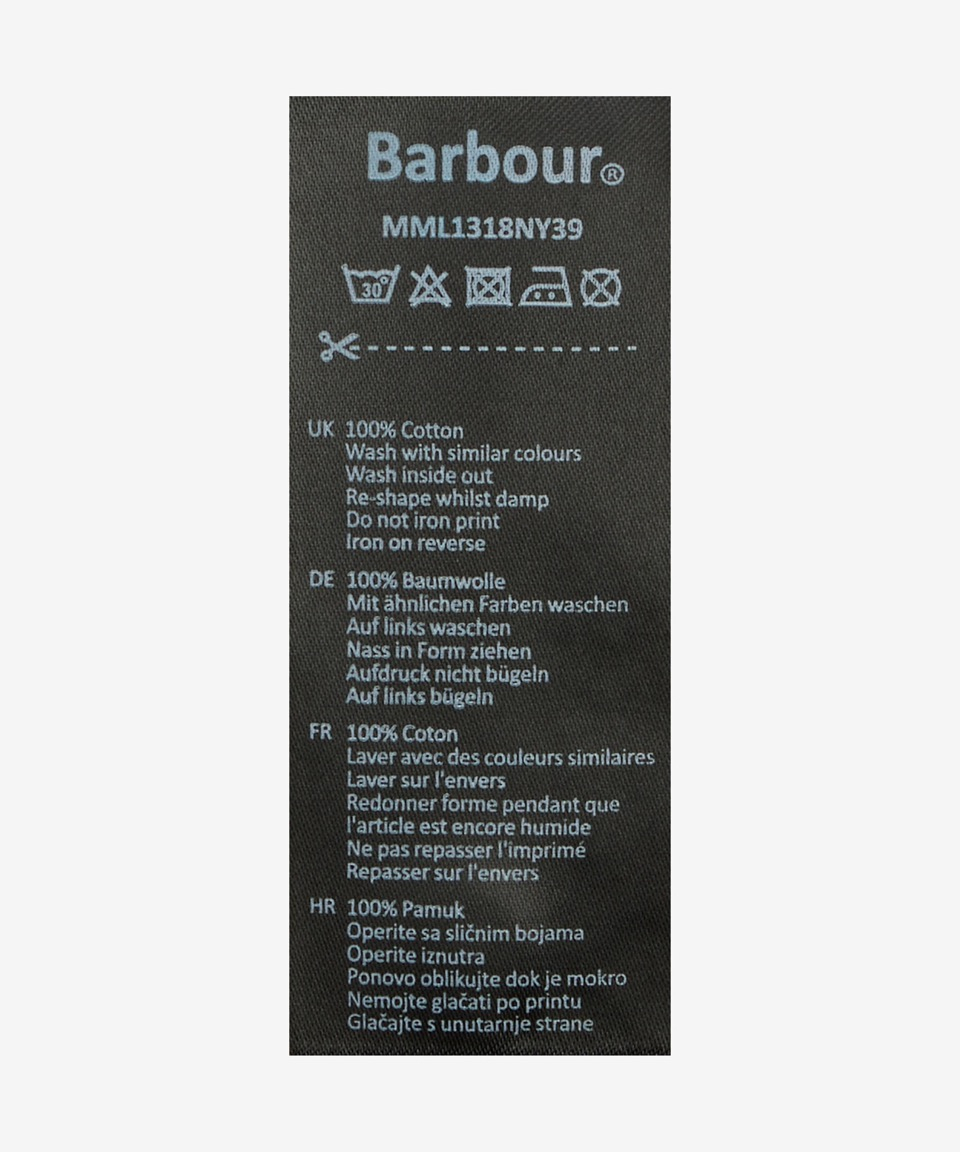 Barbour®
MML1318NY39
30°
UK 100% Cotton
Wash with similar colours
Wash inside out
Re-shape whilst damp
Do not iron print
Iron on reverse
DE 100% Baumwolle
Mit ähnlichen Farben waschen
Auf links waschen
Nass in Form ziehen
Aufdruck nicht bügeln
Auf links bügeln
FR 100% Coton
Laver avec des couleurs similaires
Laver sur l'envers
Redonner forme pendant que
l'article est encore humide
Ne pas repasser l'imprimé
Repasser sur l'envers
HR 100% Pamuk
Operite sa sličnim bojama
Operite iznutra
Ponovo oblikujte dok je mokro
Nemojte glačati po printu
Glačajte s unutarnje strane